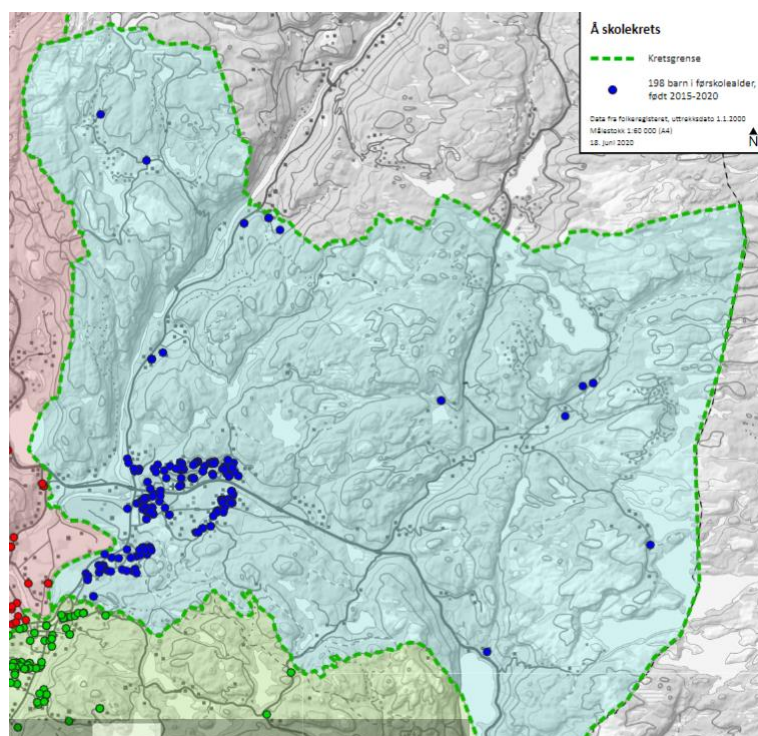 Å skolekrets
Kretsgrense
198 barn i førskolealder,
født 2015-2020
Data fra folkeregisteret, uttrekksdato 1.1.2000
Målestokk 1:60 000 (A4)
18. juni 2020
N